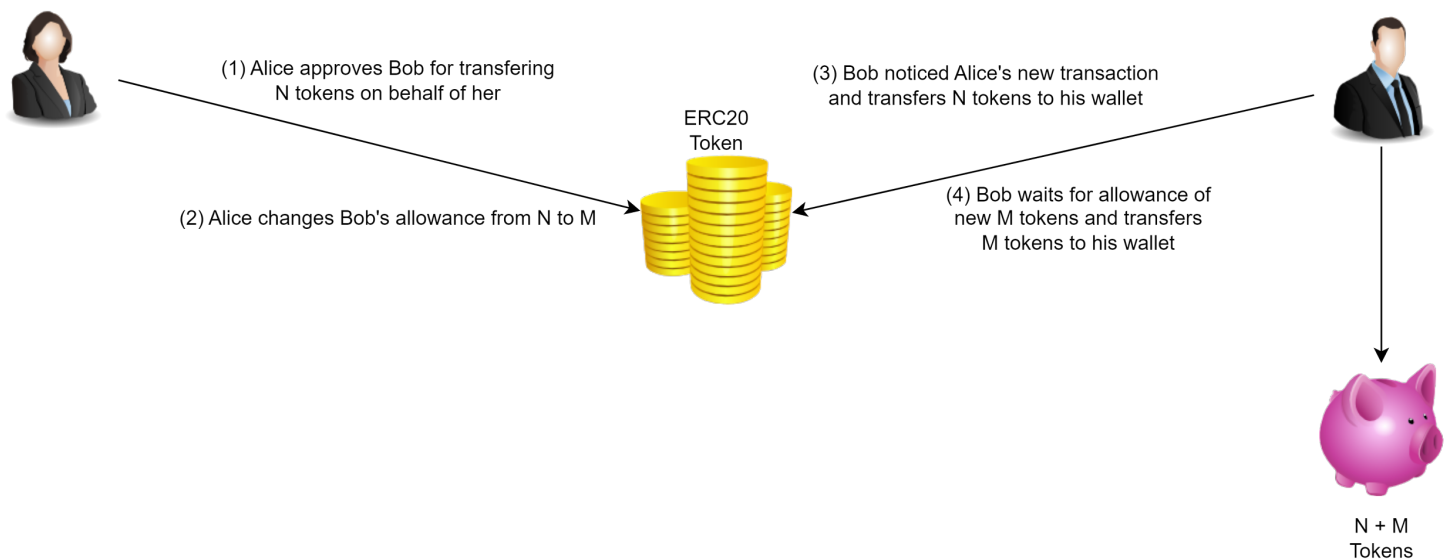 (1) Alice approves Bob for transfering
N tokens on behalf of her
(2) Alice changes Bob's allowance from N to M
ERC20
Token
(3) Bob noticed Alice's new transaction
and transfers N tokens to his wallet
(4) Bob waits for allowance of
new M tokens and transfers
M tokens to his wallet
N + M
Tokens